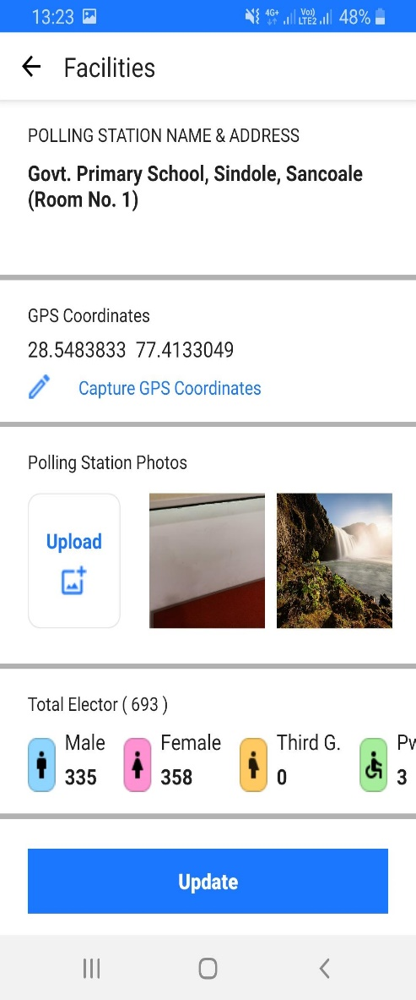 13:23 4G+ Vo) LTE2 48%
Facilities
POLLING STATION NAME & ADDRESS
Govt. Primary School, Sindole, Sancoale
(Room No. 1)
GPS Coordinates
28.5483833 77.4133049
Capture GPS Coordinates
Polling Station Photos
Upload
Total Elector ( 693 )
Male Female Third G.
335 358 0 3
Update